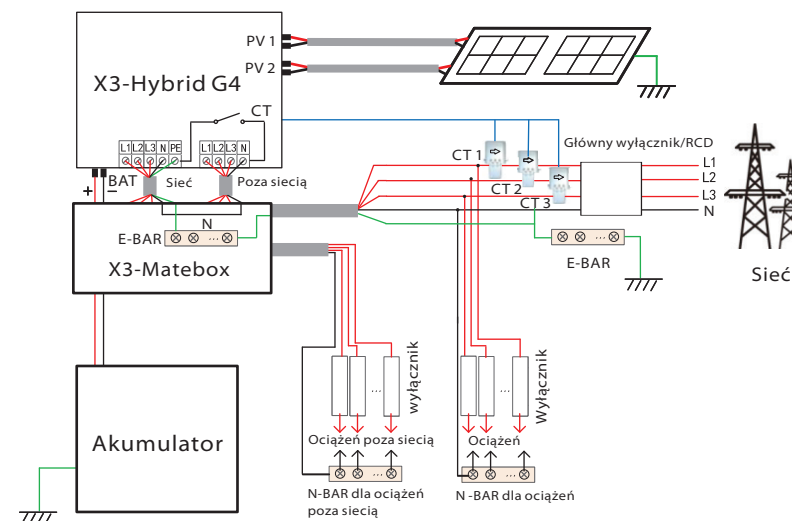 PV 1
PV 2
X3-Hybrid G4
CT
L1 L2 L3 N PE
L1 L2 L3 N
+ BAT –
Sieć
Poza siecią
N
E-BAR
...
X3-Matebox
CT 1
CT 2
CT 3
Główny wyłącznik/RCD
L1
L2
L3
N
...
E-BAR
Sieć
Akumulator
...
wyłącznik
Ociążeń poza siecią
...
N-BAR dla ociążeń
poza siecią
...
Wyłącznik
Ociążeń
...
N -BAR dla ociążeń